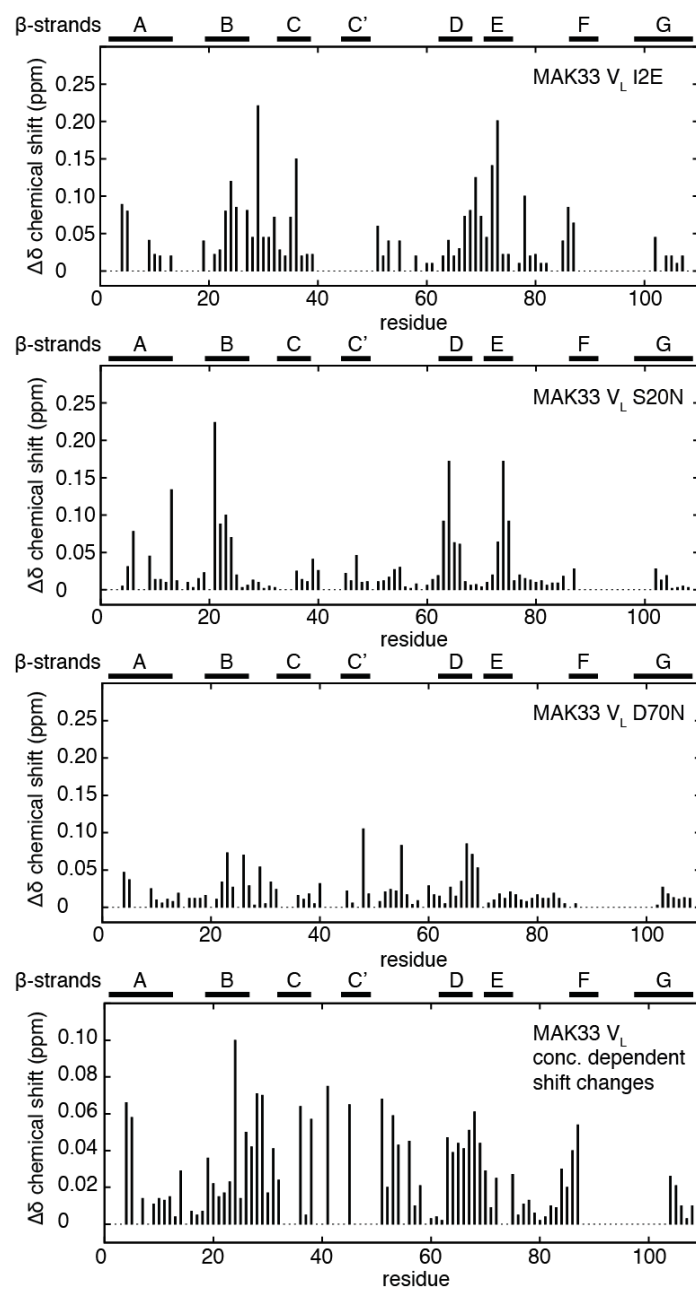 β-strands A B C C' D E F G
0.25
0.20
0.15
0.10
0.05
0
Δδ chemical shift (ppm)
MAK33 VL I2E
0 20 40 60 80 100
residue
β-strands A B C C' D E F G
0.25
0.20
0.15
0.10
0.05
0
Δδ chemical shift (ppm)
MAK33 VL S20N
0 20 40 60 80 100
residue
β-strands A B C C' D E F G
0.25
0.20
0.15
0.10
0.05
0
Δδ chemical shift (ppm)
MAK33 VL D70N
0 20 40 60 80 100
residue
β-strands A B C C' D E F G
0.10
0.08
0.06
0.04
0.02
0
Δδ chemical shift (ppm)
MAK33 VL
conc. dependent
shift changes
0 20 40 60 80 100
residue